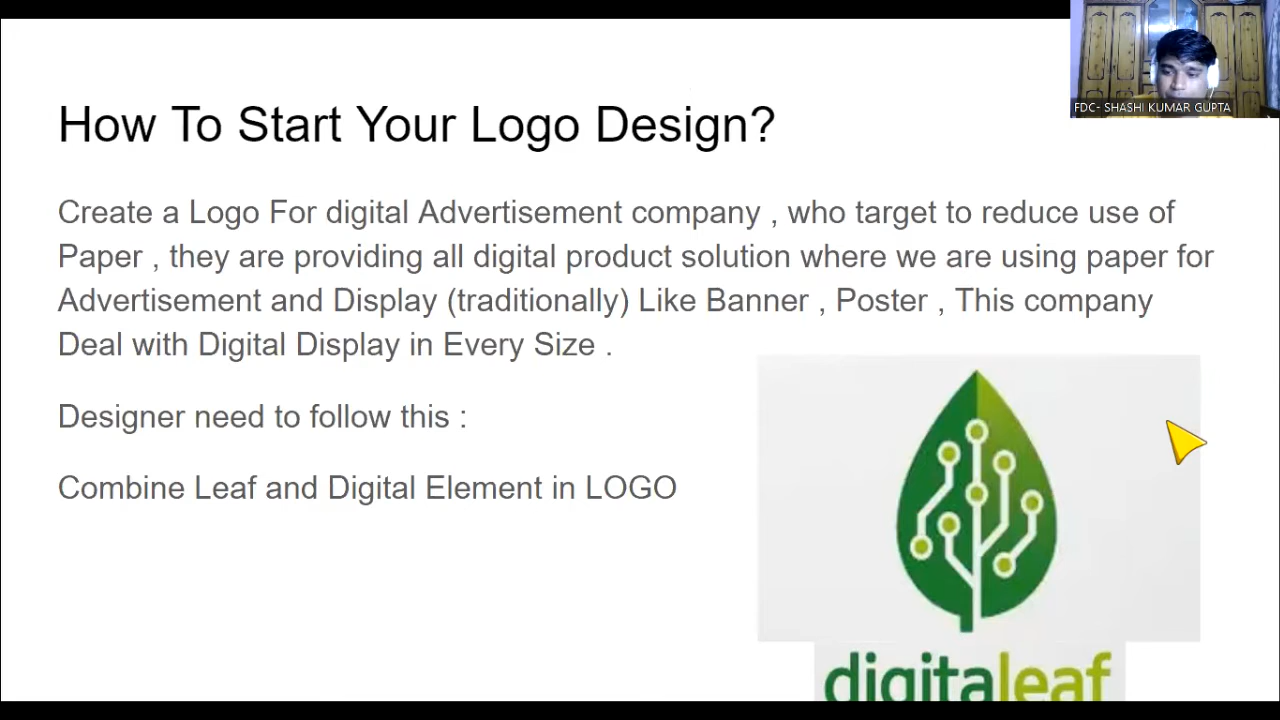 FDC- SHASHI KUMAR GUPTA
How To Start Your Logo Design?
Create a Logo For digital Advertisement company , who target to reduce use of
Paper , they are providing all digital product solution where we are using paper for
Advertisement and Display (traditionally) Like Banner , Poster , This company
Deal with Digital Display in Every Size .
Designer need to follow this :
Combine Leaf and Digital Element in LOGO
digitaleaf